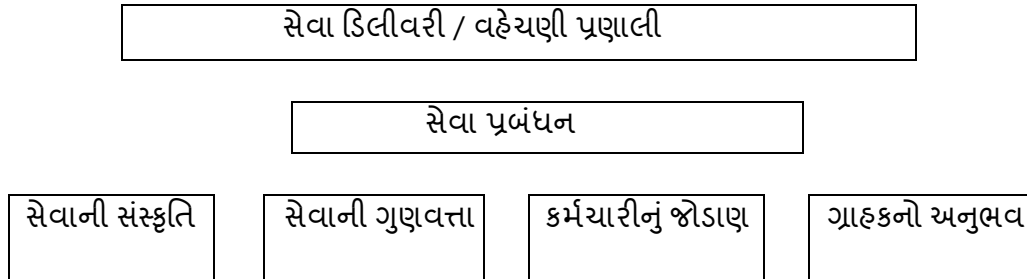 સેવા ડિલીવરી / વહેચણી પ્રણાલી
સેવા પ્રબંધન
સેવાની સંસ્કૃતિ
સેવાની ગુણવત્તા
કર્મચારીનું જોડાણ
ગ્રાહકનો અનુભવ